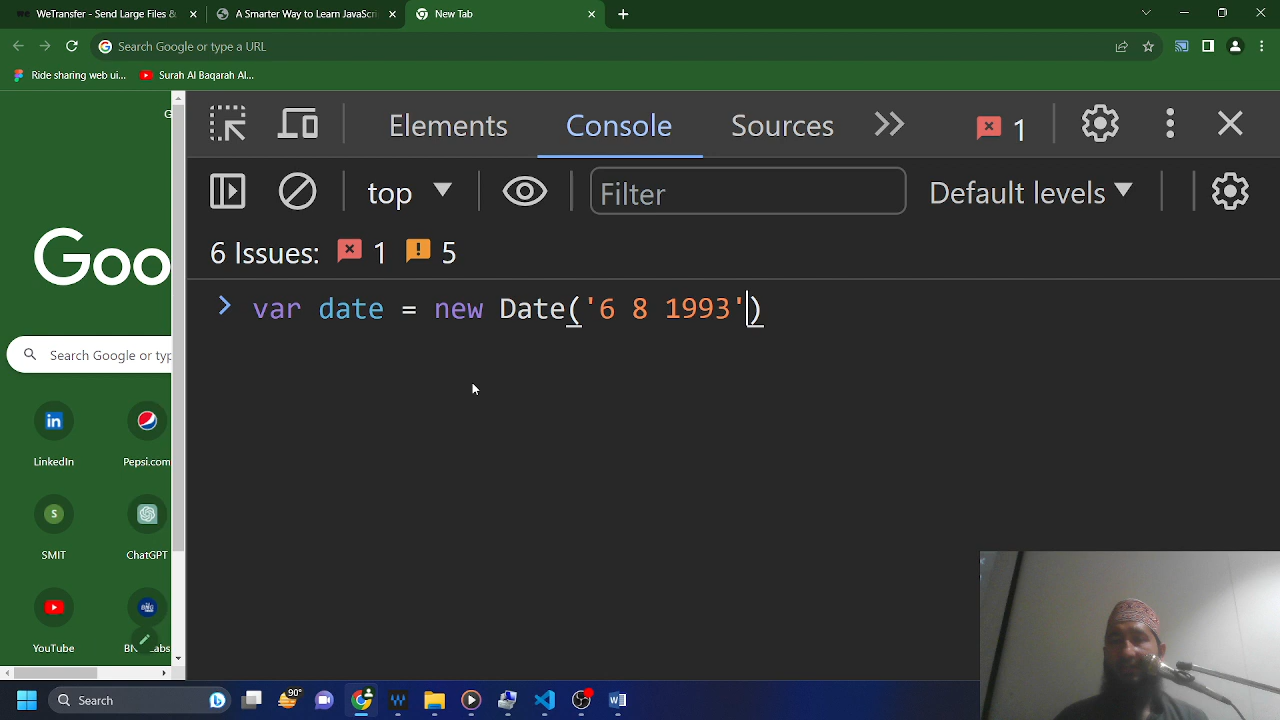 WeTransfer - Send Large Files &
A Smarter Way to Learn JavaScri
New Tab
Search Google or type a URL
Ride sharing web ui...
Surah Al Baqarah Al...
G
Elements
Console
Sources
1
top
Filter
Default levels
6 Issues:
1
5
var date = new Date('6 8 1993')
Goo
Search Google or typ
LinkedIn
Pepsi.com
S
SMIT
ChatGPT
YouTube
Search
90°